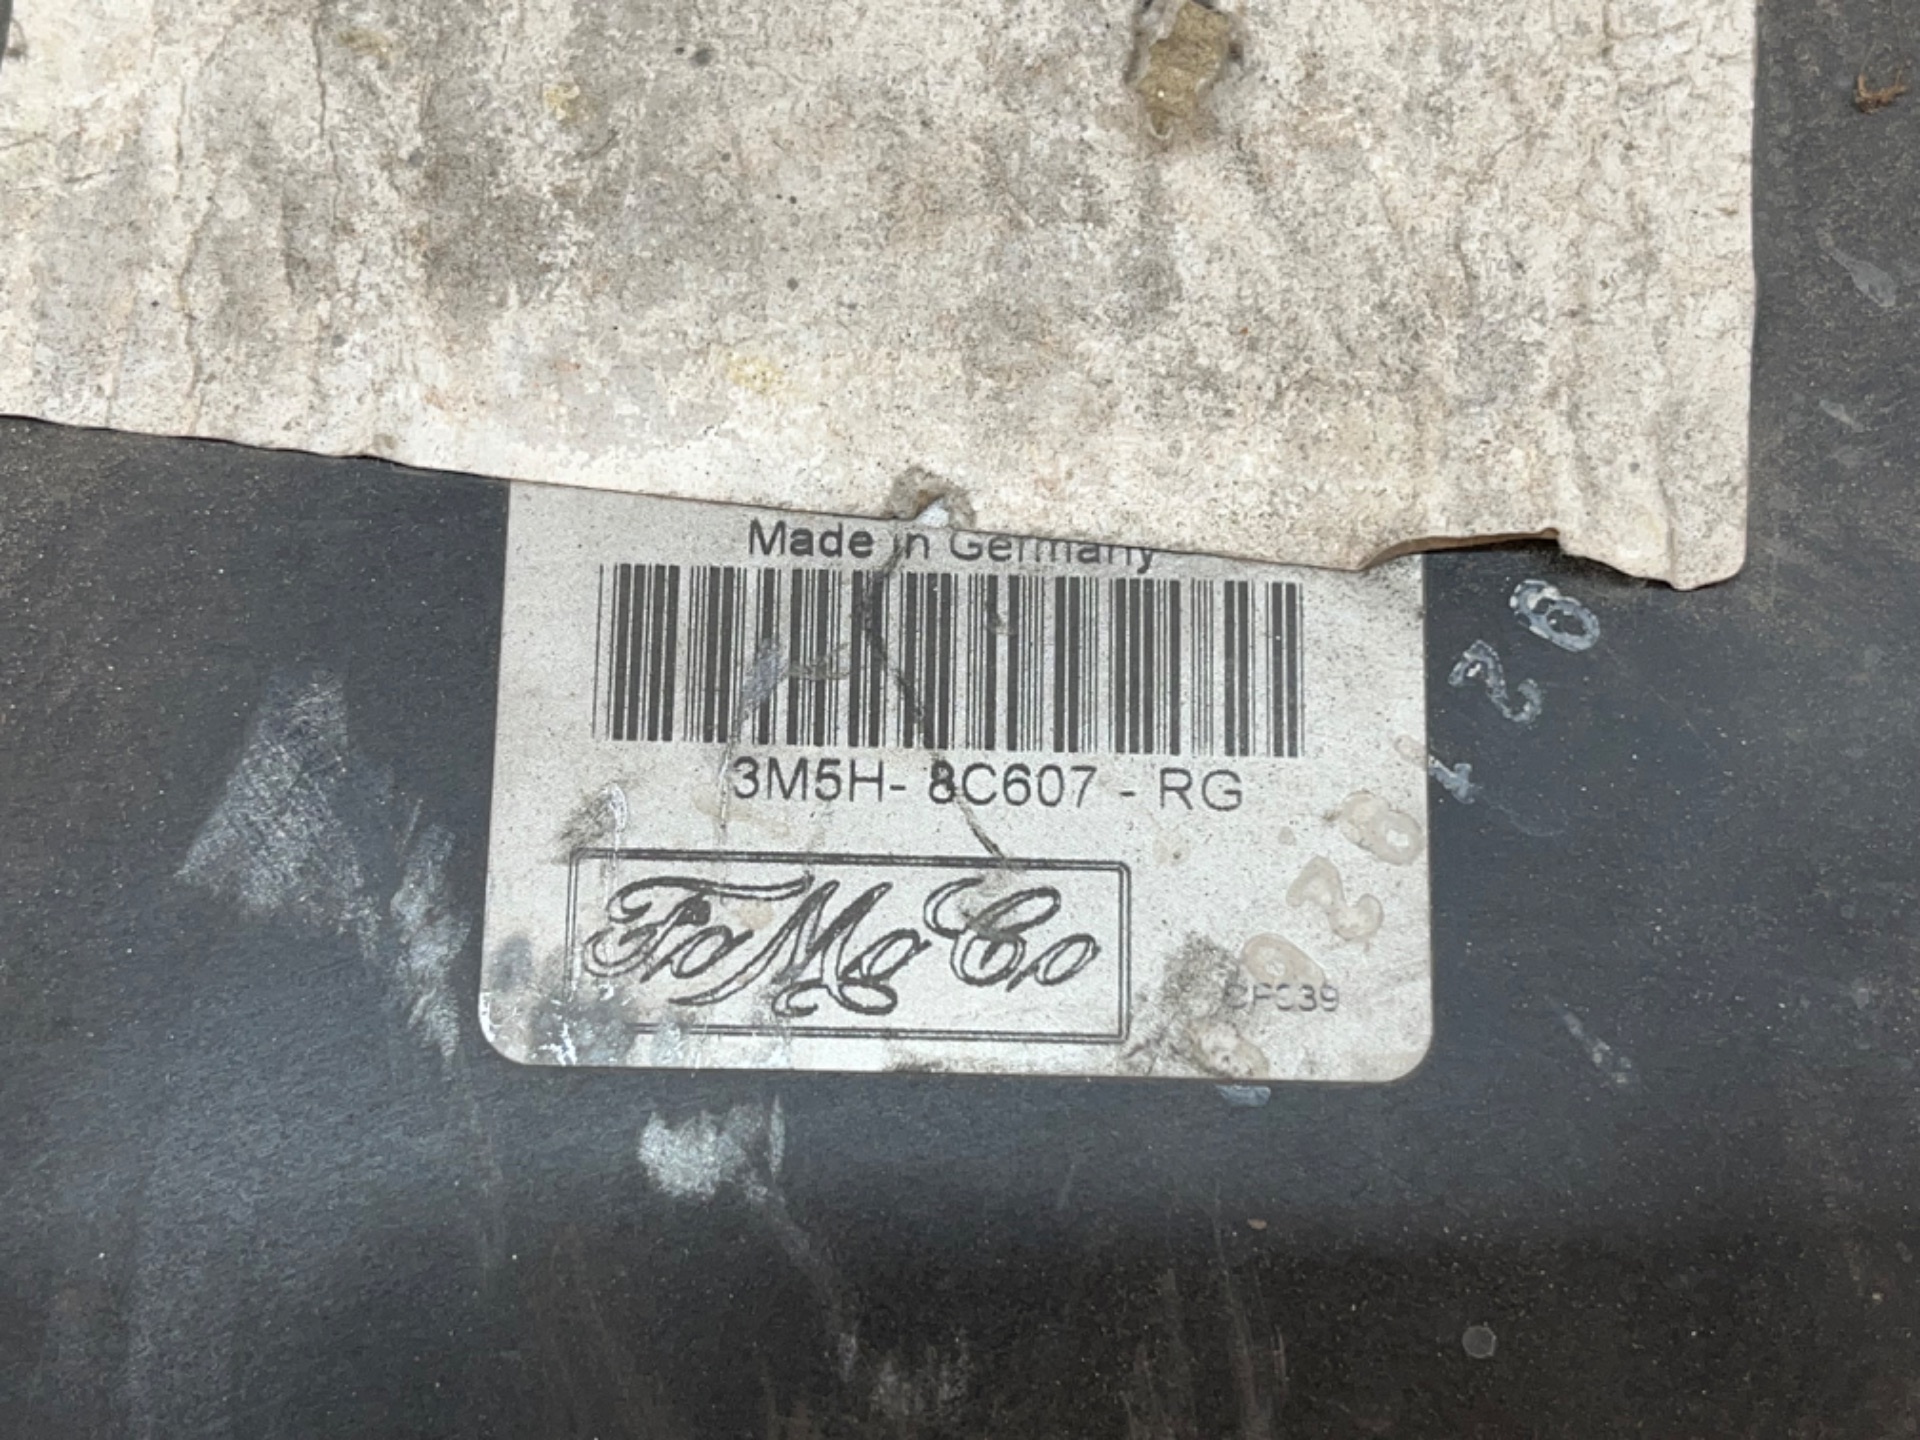 Made in Germany
3M5H- 8C607 - RG
FoMoCo